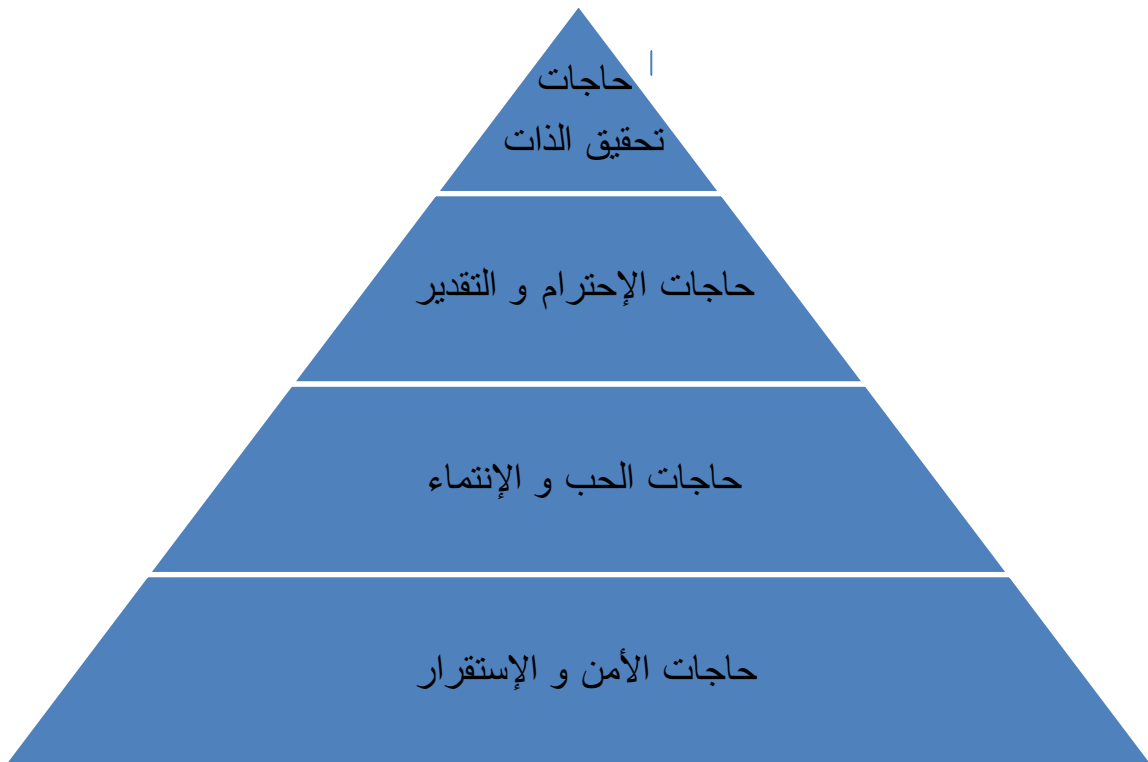 حاجات
تحقيق الذات
حاجات الإحترام و التقدير
حاجات الحب و الإنتماء
حاجات الأمن و الإستقرار